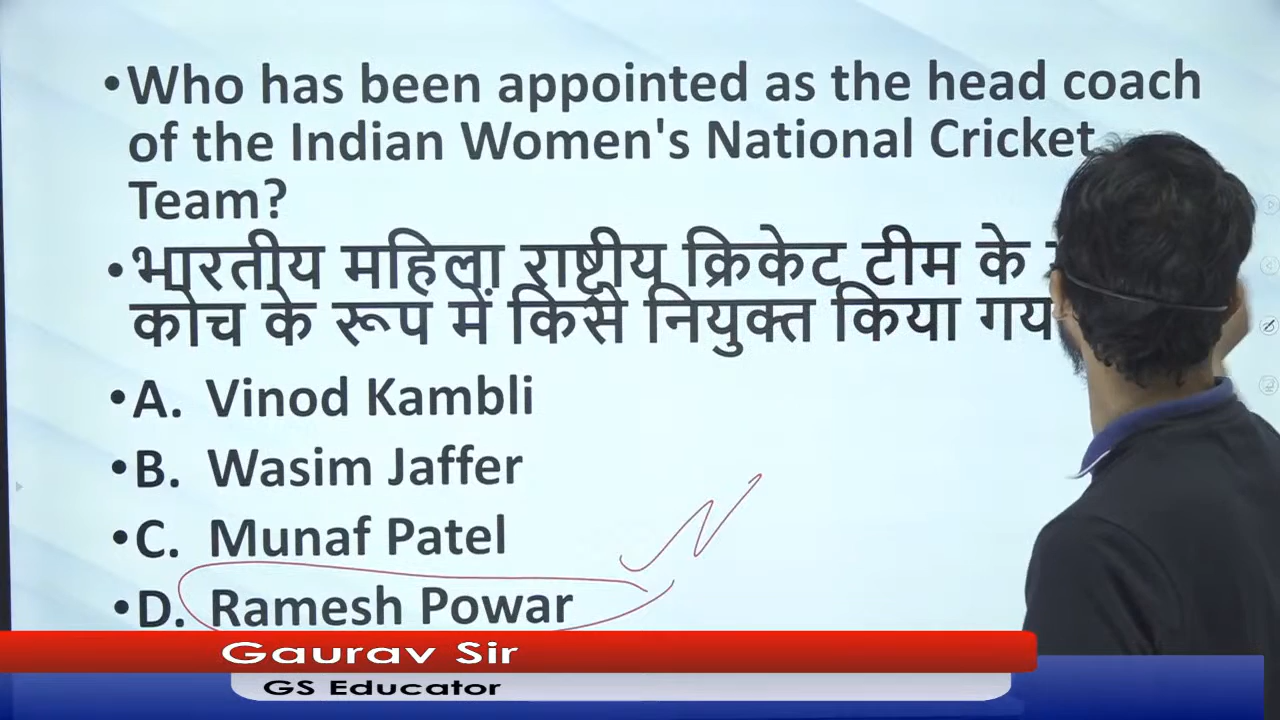 •Who has been appointed as the head coach
of the Indian Women's National Cricket
Team?
•भारतीय महिला राष्ट्रीय क्रिकेट टीम के
कोच के रूप में किसे नियुक्त किया
•A. Vinod Kambli
•B. Wasim Jaffer
•C. Munaf Patel
•D. Ramesh Powar
Gaurav Sir
GS Educator